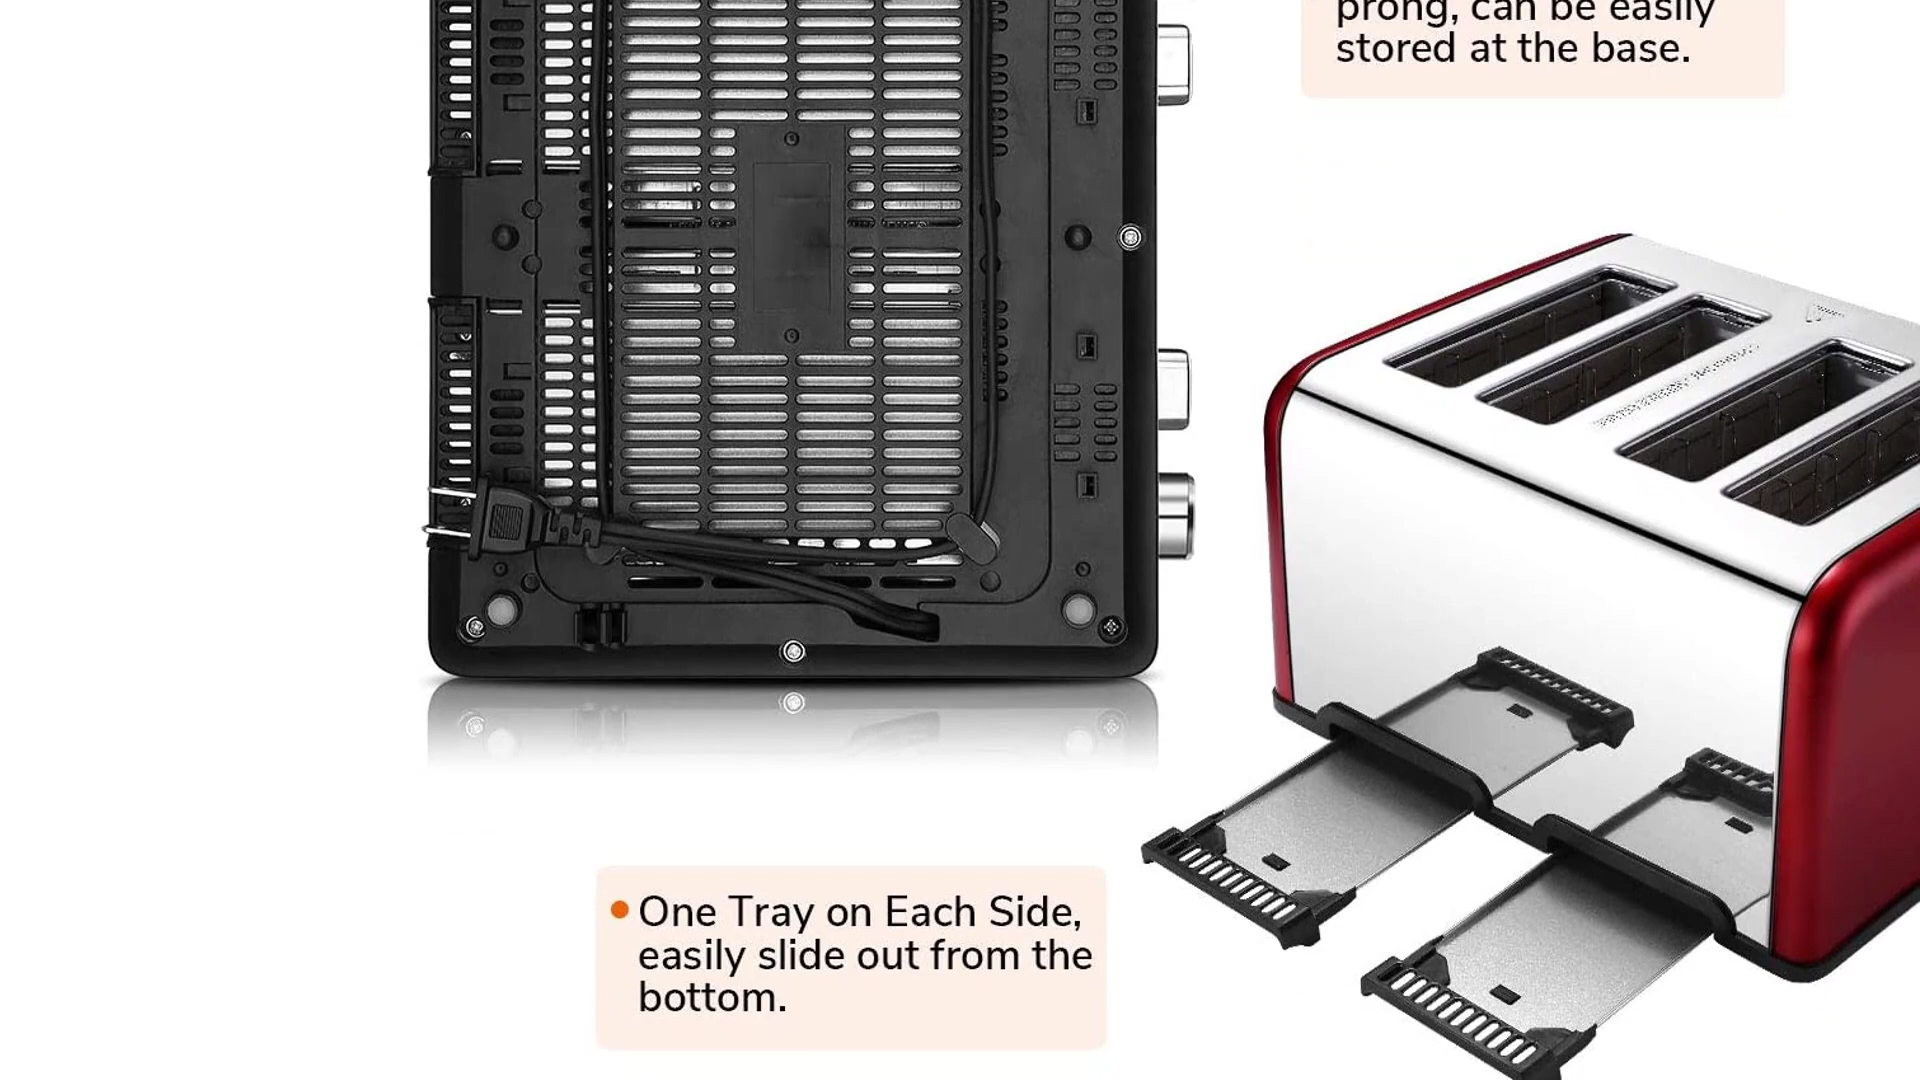 prong, can be easily
stored at the base.
One Tray on Each Side,
easily slide out from the
bottom.